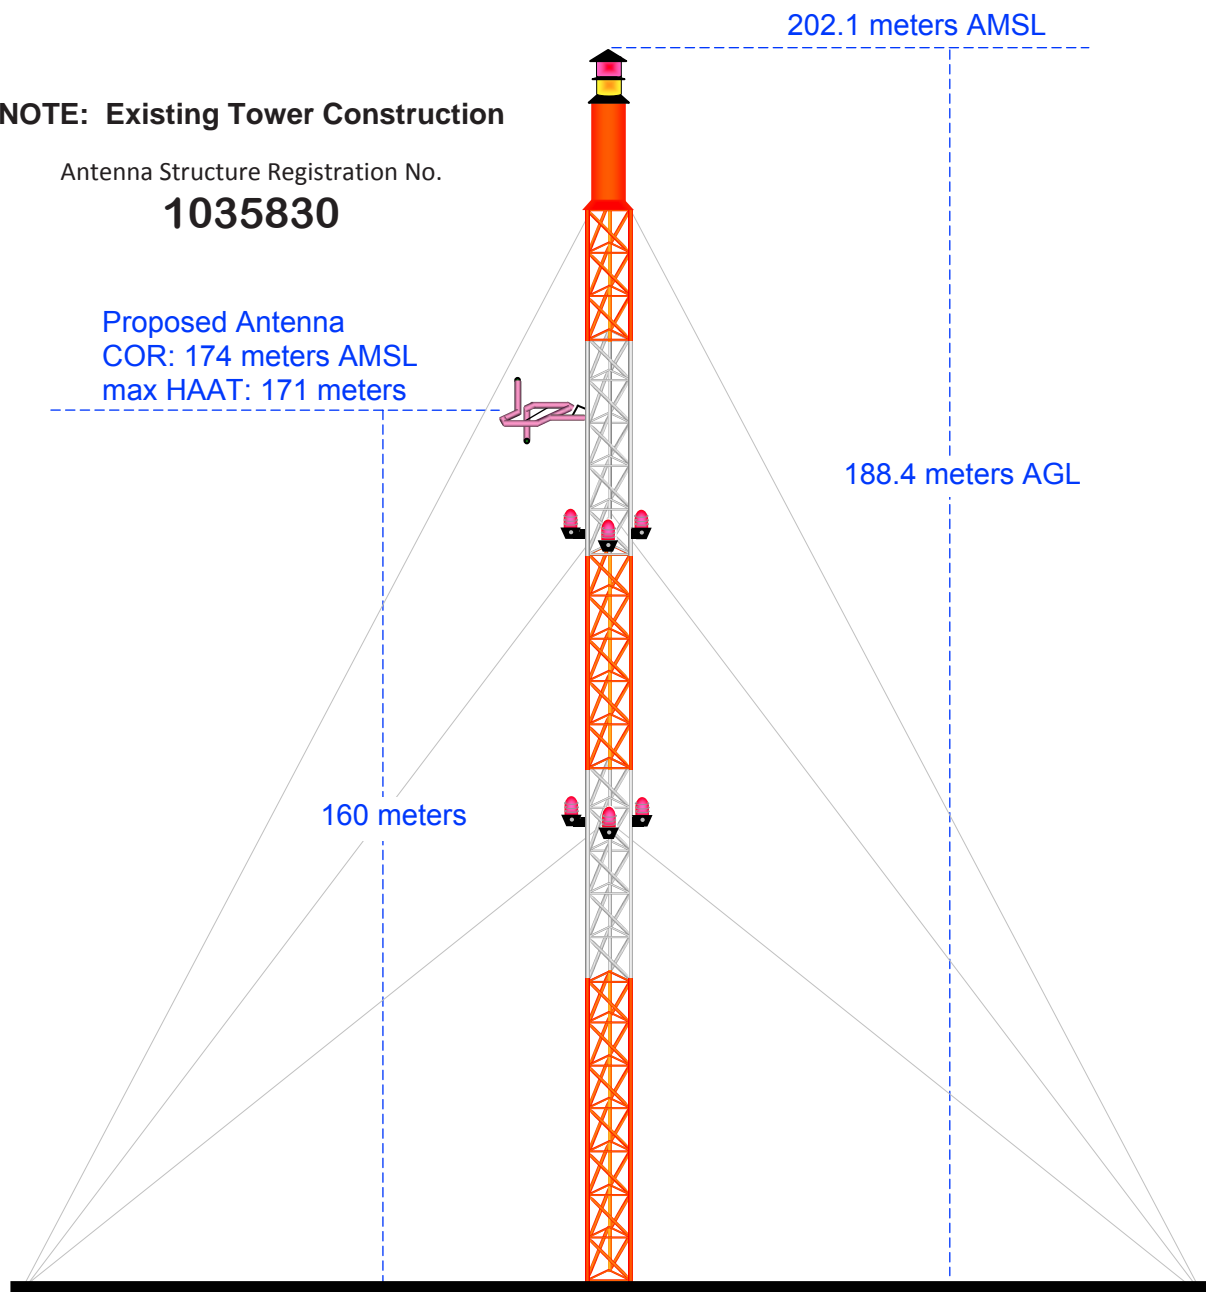 202.1 meters AMSL
NOTE:  Existing Tower Construction
Antenna Structure Registration No.
1035830
Proposed Antenna
COR: 174 meters AMSL
max HAAT: 171 meters
188.4 meters AGL
160 meters